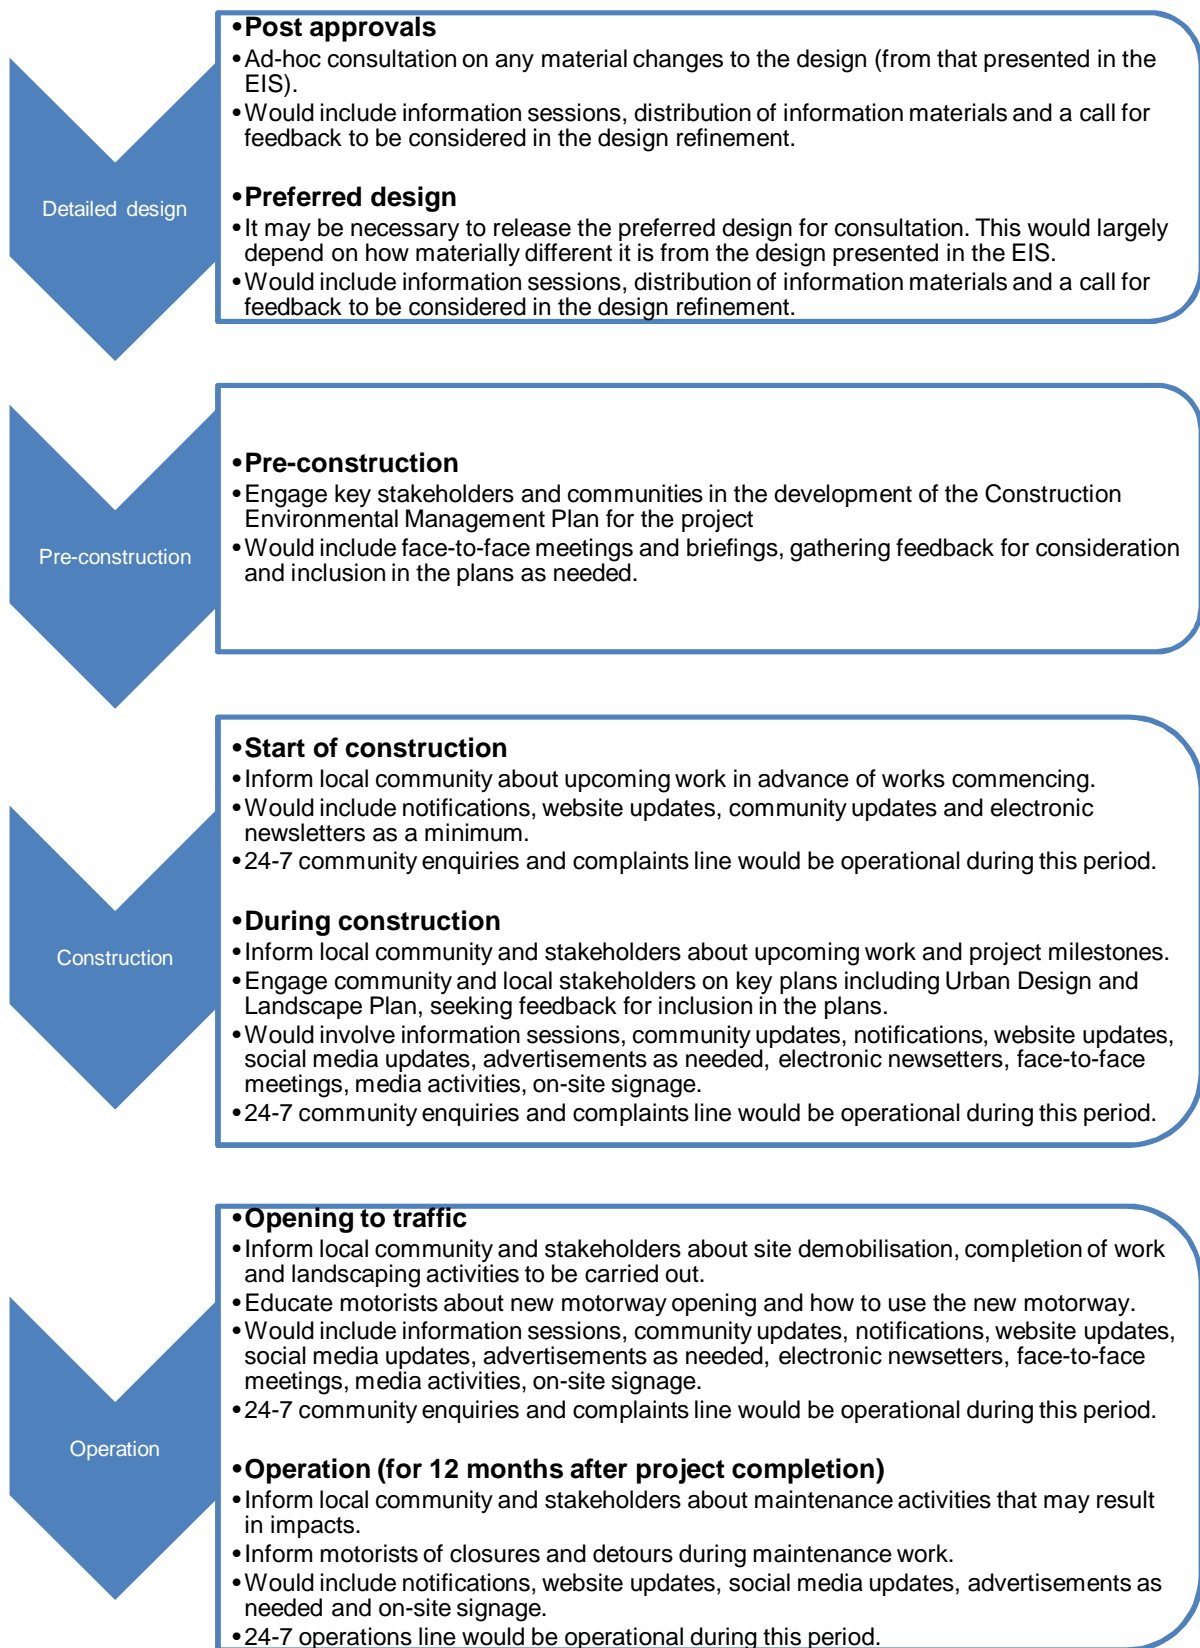 •Post approvals
•Ad-hoc consultation on any material changes to the design (from that presented in the
EIS).
•Would include information sessions, distribution of information materials and a call for
feedback to be considered in the design refinement.
Detailed design
•Preferred design
•It may be necessary to release the preferred design for consultation. This would largely
depend on how materially different it is from the design presented in the EIS.
•Would include information sessions, distribution of information materials and a call for
feedback to be considered in the design refinement.
Pre-construction
•Pre-construction
•Engage key stakeholders and communities in the development of the Construction
Environmental Management Plan for the project
•Would include face-to-face meetings and briefings, gathering feedback for consideration
and inclusion in the plans as needed.
Construction
•Start of construction
•Inform local community about upcoming work in advance of works commencing.
•Would include notifications, website updates, community updates and electronic
newsletters as a minimum.
•24-7 community enquiries and complaints line would be operational during this period.
•During construction
•Inform local community and stakeholders about upcoming work and project milestones.
•Engage community and local stakeholders on key plans including Urban Design and
Landscape Plan, seeking feedback for inclusion in the plans.
•Would involve information sessions, community updates, notifications, website updates,
social media updates, advertisements as needed, electronic newsetters, face-to-face
meetings, media activities, on-site signage.
•24-7 community enquiries and complaints line would be operational during this period.
Operation
•Opening to traffic
•Inform local community and stakeholders about site demobilisation, completion of work
and landscaping activities to be carried out.
•Educate motorists about new motorway opening and how to use the new motorway.
•Would include information sessions, community updates, notifications, website updates,
social media updates, advertisements as needed, electronic newsetters, face-to-face
meetings, media activities, on-site signage.
•24-7 community enquiries and complaints line would be operational during this period.
•Operation (for 12 months after project completion)
•Inform local community and stakeholders about maintenance activities that may result
in impacts.
•Inform motorists of closures and detours during maintenance work.
•Would include notifications, website updates, social media updates, advertisements as
needed and on-site signage.
•24-7 operations line would be operational during this period.